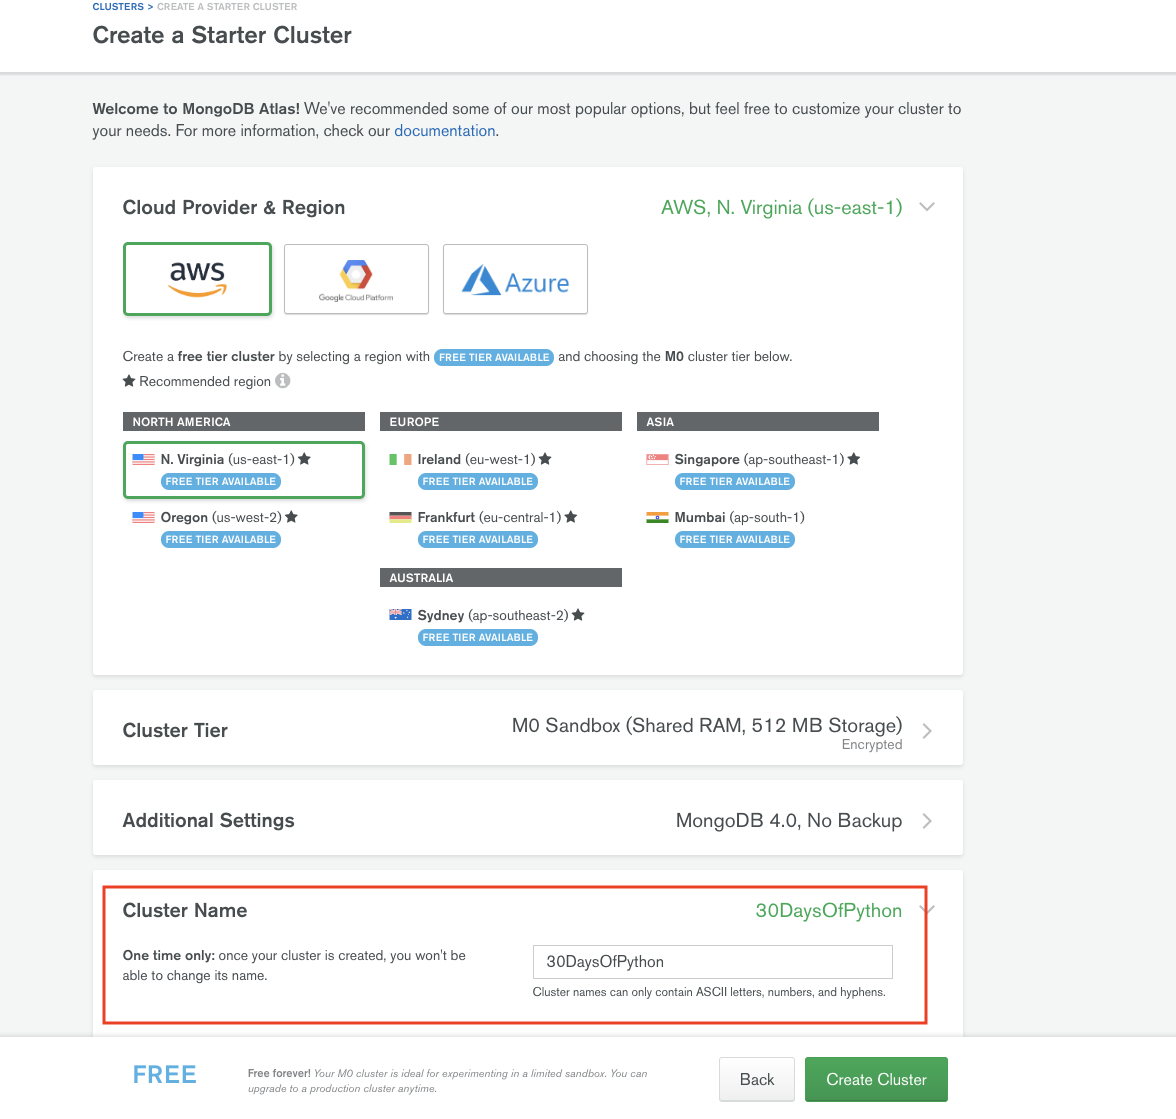 CLUSTERS > CREATE A STARTER CLUSTER
Create a Starter Cluster
Welcome to MongoDB Atlas! We've recommended some of our most popular options, but feel free to customize your cluster to
your needs. For more information, check our documentation.
Cloud Provider & Region
AWS, N. Virginia (us-east-1)
aws
Google Cloud Platform
Azure
Create a free tier cluster by selecting a region with FREE TIER AVAILABLE and choosing the M0 cluster tier below.
★ Recommended region
NORTH AMERICA
N. Virginia (us-east-1) ★
FREE TIER AVAILABLE
Oregon (us-west-2) ★
FREE TIER AVAILABLE
EUROPE
Ireland (eu-west-1) ★
FREE TIER AVAILABLE
Frankfurt (eu-central-1) ★
FREE TIER AVAILABLE
AUSTRALIA
Sydney (ap-southeast-2) ★
FREE TIER AVAILABLE
ASIA
Singapore (ap-southeast-1) ★
FREE TIER AVAILABLE
Mumbai (ap-south-1)
FREE TIER AVAILABLE
Cluster Tier
M0 Sandbox (Shared RAM, 512 MB Storage)
Encrypted
Additional Settings
MongoDB 4.0, No Backup
Cluster Name
30DaysOfPython
One time only: once your cluster is created, you won't be
able to change its name.
30DaysOfPython
Cluster names can only contain ASCII letters, numbers, and hyphens.
FREE
Free forever! Your M0 cluster is ideal for experimenting in a limited sandbox. You can
upgrade to a production cluster anytime.
Back
Create Cluster